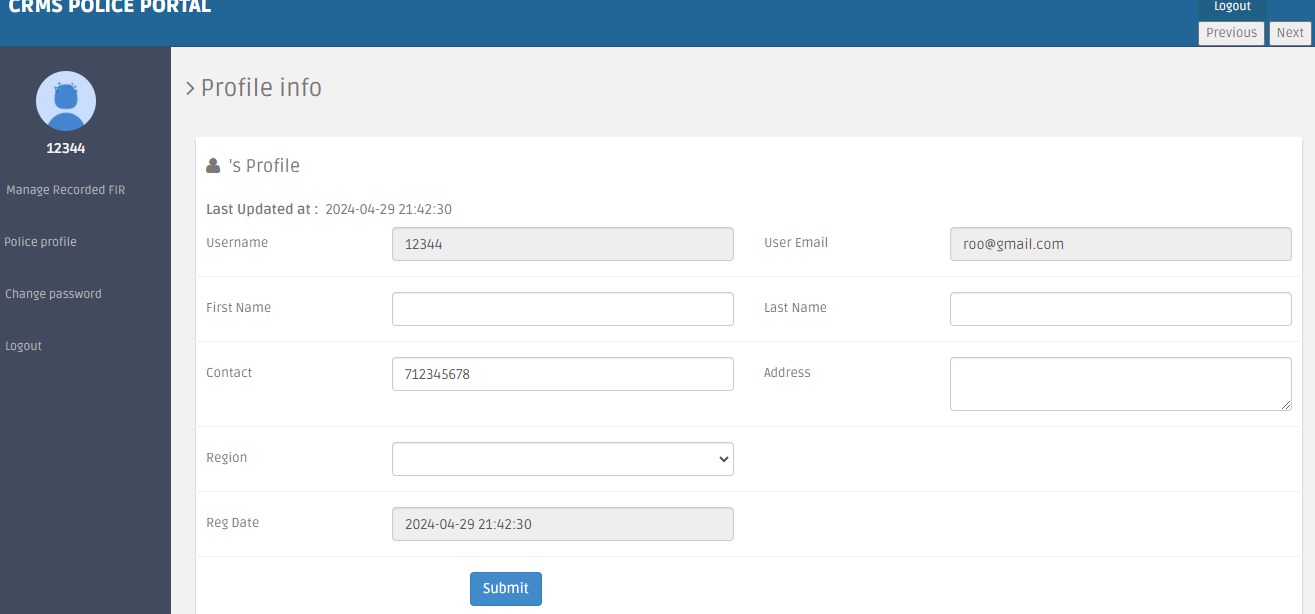 CRMS POLICE PORTAL
Logout
Previous Next
12344
Manage Recorded FIR
Police profile
Change password
Logout
> Profile info
's Profile
Last Updated at : 2024-04-29 21:42:30
Username 12344 User Email roo@gmail.com
First Name Last Name
Contact 712345678 Address
Region
Reg Date 2024-04-29 21:42:30
Submit